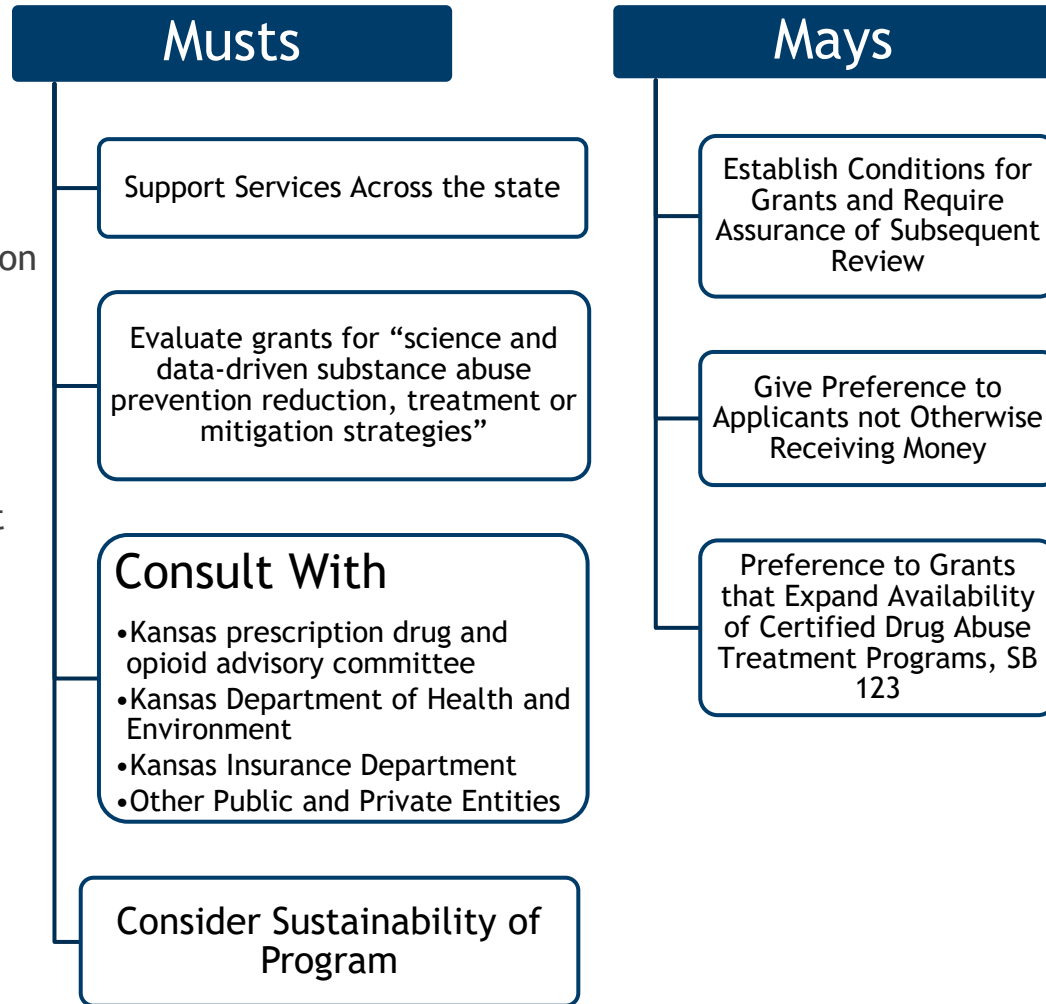 Musts
Support Services Across the state
Evaluate grants for “science and
data-driven substance abuse
prevention reduction, treatment or
mitigation strategies”
Consult With
•Kansas prescription drug and
opioid advisory committee
•Kansas Department of Health and
Environment
•Kansas Insurance Department
•Other Public and Private Entities
Consider Sustainability of
Program
Mays
Establish Conditions for
Grants and Require
Assurance of Subsequent
Review
Give Preference to
Applicants not Otherwise
Receiving Money
Preference to Grants
that Expand Availability
of Certified Drug Abuse
Treatment Programs, SB
123